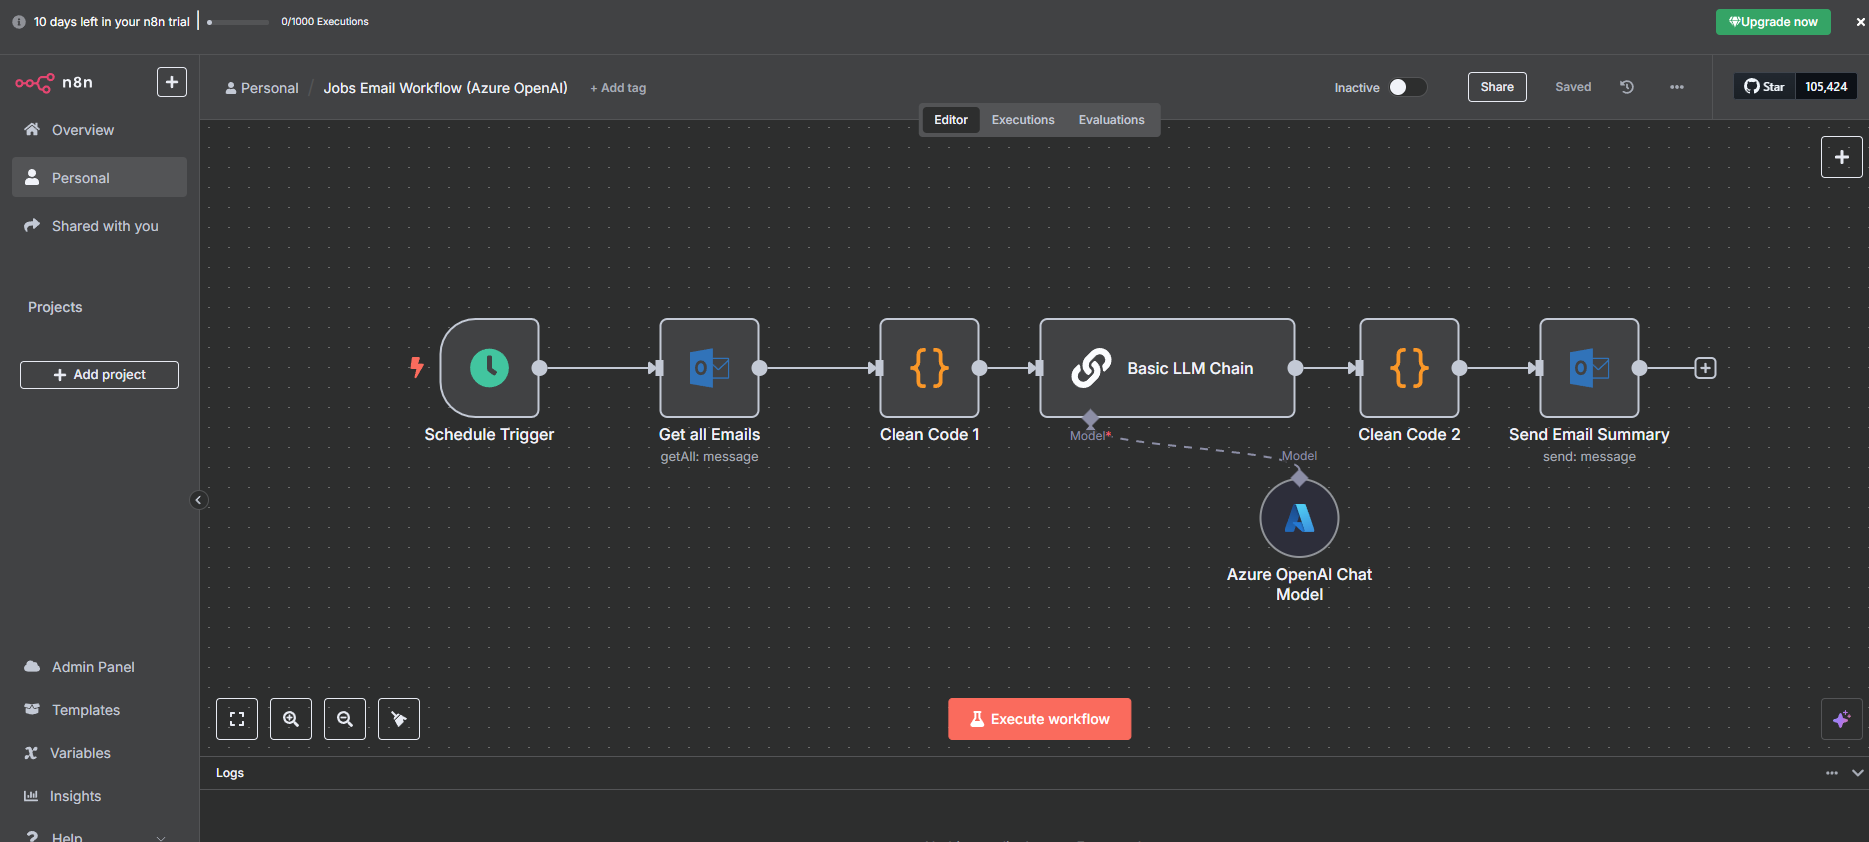 10 days left in your n8n trial
0/1000 Executions
Upgrade now
n8n
Personal / Jobs Email Workflow (Azure OpenAI) + Add tag
Inactive
Share
Saved
Star 105,424
Editor Executions Evaluations
Overview
Personal
Shared with you
Projects
Add project
Schedule Trigger
Get all Emails
getAll: message
Clean Code 1
Basic LLM Chain
Model*
Model
Azure OpenAI Chat
Model
Clean Code 2
Send Email Summary
send: message
Admin Panel
Templates
Variables
Insights
Help
Execute workflow
Logs